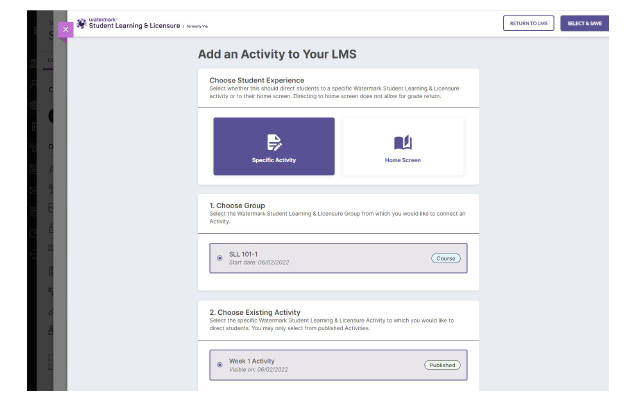 watermark
Student Learning & Licensure | formerly Via
RETURN TO LMS
SELECT & SAVE
Add an Activity to Your LMS
Choose Student Experience
Select whether this should direct students to a specific Watermark Student Learning & Licensure
activity or to their home screen. Directing to home screen does not allow for grade return.
Specific Activity
Home Screen
1. Choose Group
Select the Watermark Student Learning & Licensure Group from which you would like to connect an
Activity.
SLL 101-1
Course
Start date: 06/02/2022
2. Choose Existing Activity
Select the specific Watermark Student Learning & Licensure Activity to which you would like to
direct students. You may only select from published Activities.
Week 1 Activity
Published
Visible on: 06/02/2022